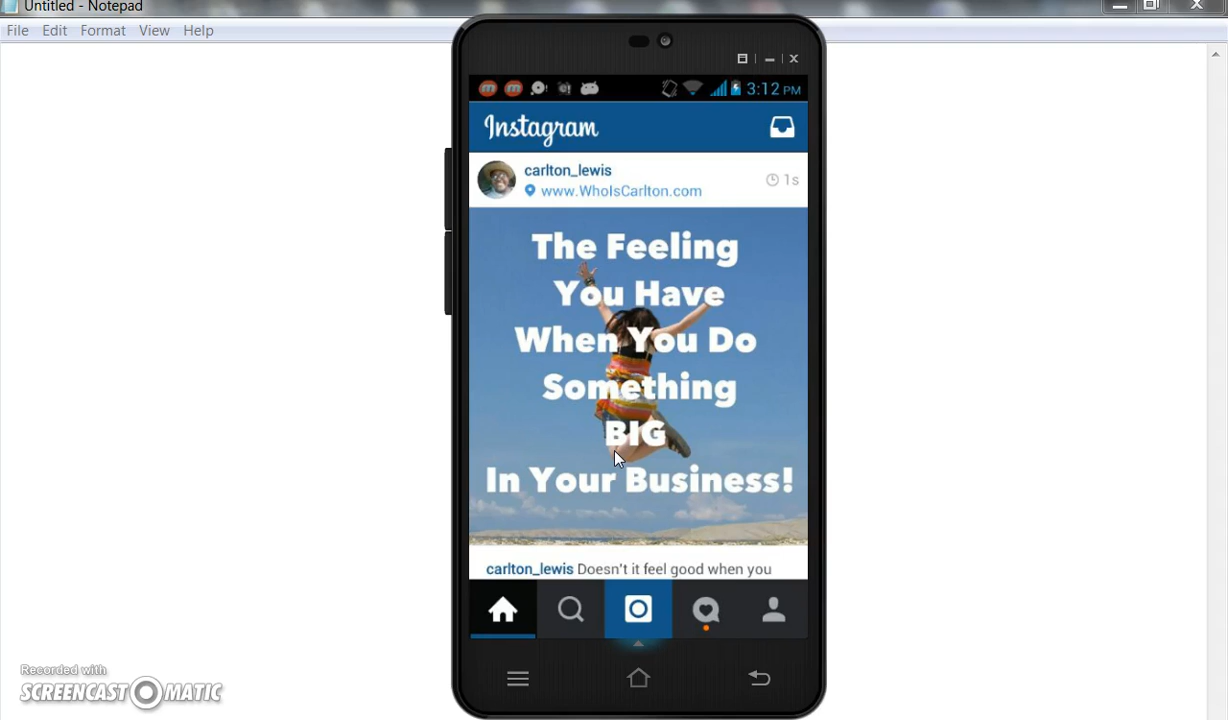 Untitled - Notepad
File Edit Format View Help
3:12 PM
Instagram
carlton_lewis
www.WhoIsCarlton.com
1s
The Feeling
You Have
When You Do
Something
BIG
In Your Business!
carlton_lewis Doesn't it feel good when you
Recorded with
SCREENCAST-O-MATIC